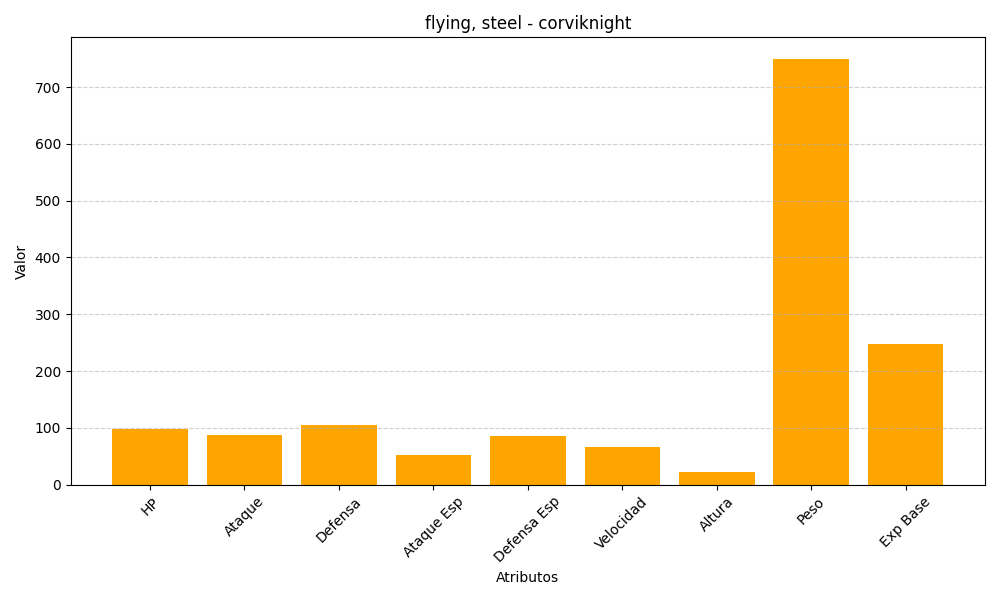 flying, steel - corviknight
Valor
700
600
500
400
300
200
100
0
HP
Ataque
Defensa
Ataque Esp
Defensa Esp
Velocidad
Altura
Peso
Exp Base
Atributos